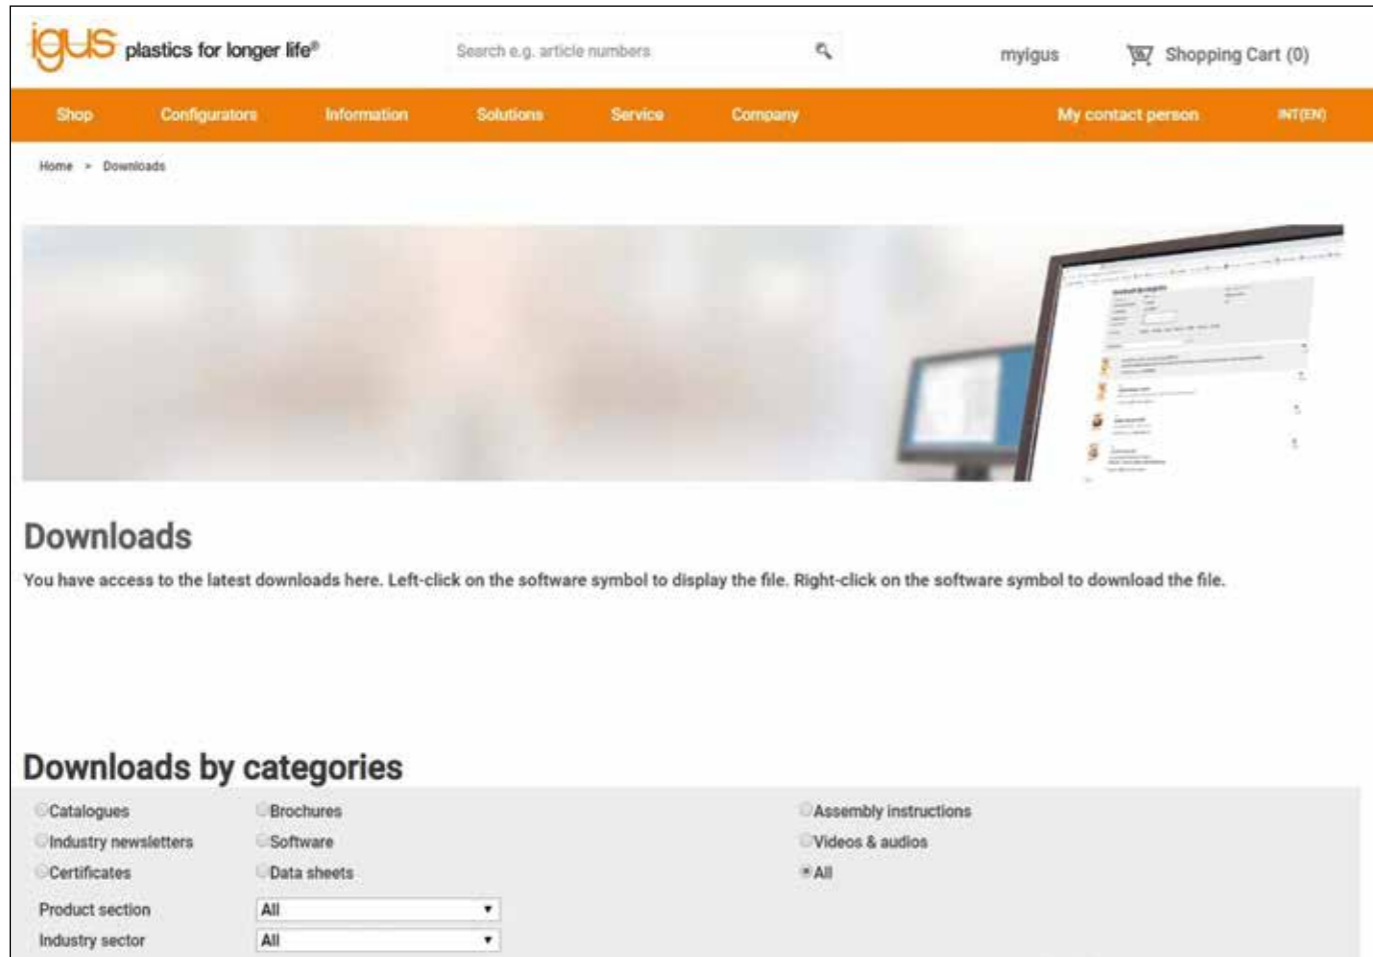 igus plastics for longer life®
Search e.g. article numbers
myigus
Shopping Cart (0)
Shop Configurators Information Solutions Service Company My contact person INT(EN)
Home > Downloads
Downloads
You have access to the latest downloads here. Left-click on the software symbol to display the file. Right-click on the software symbol to download the file.
Downloads by categories
Catalogues Brochures Assembly instructions
Industry newsletters Software Videos & audios
Certificates Data sheets All
Product section All
Industry sector All